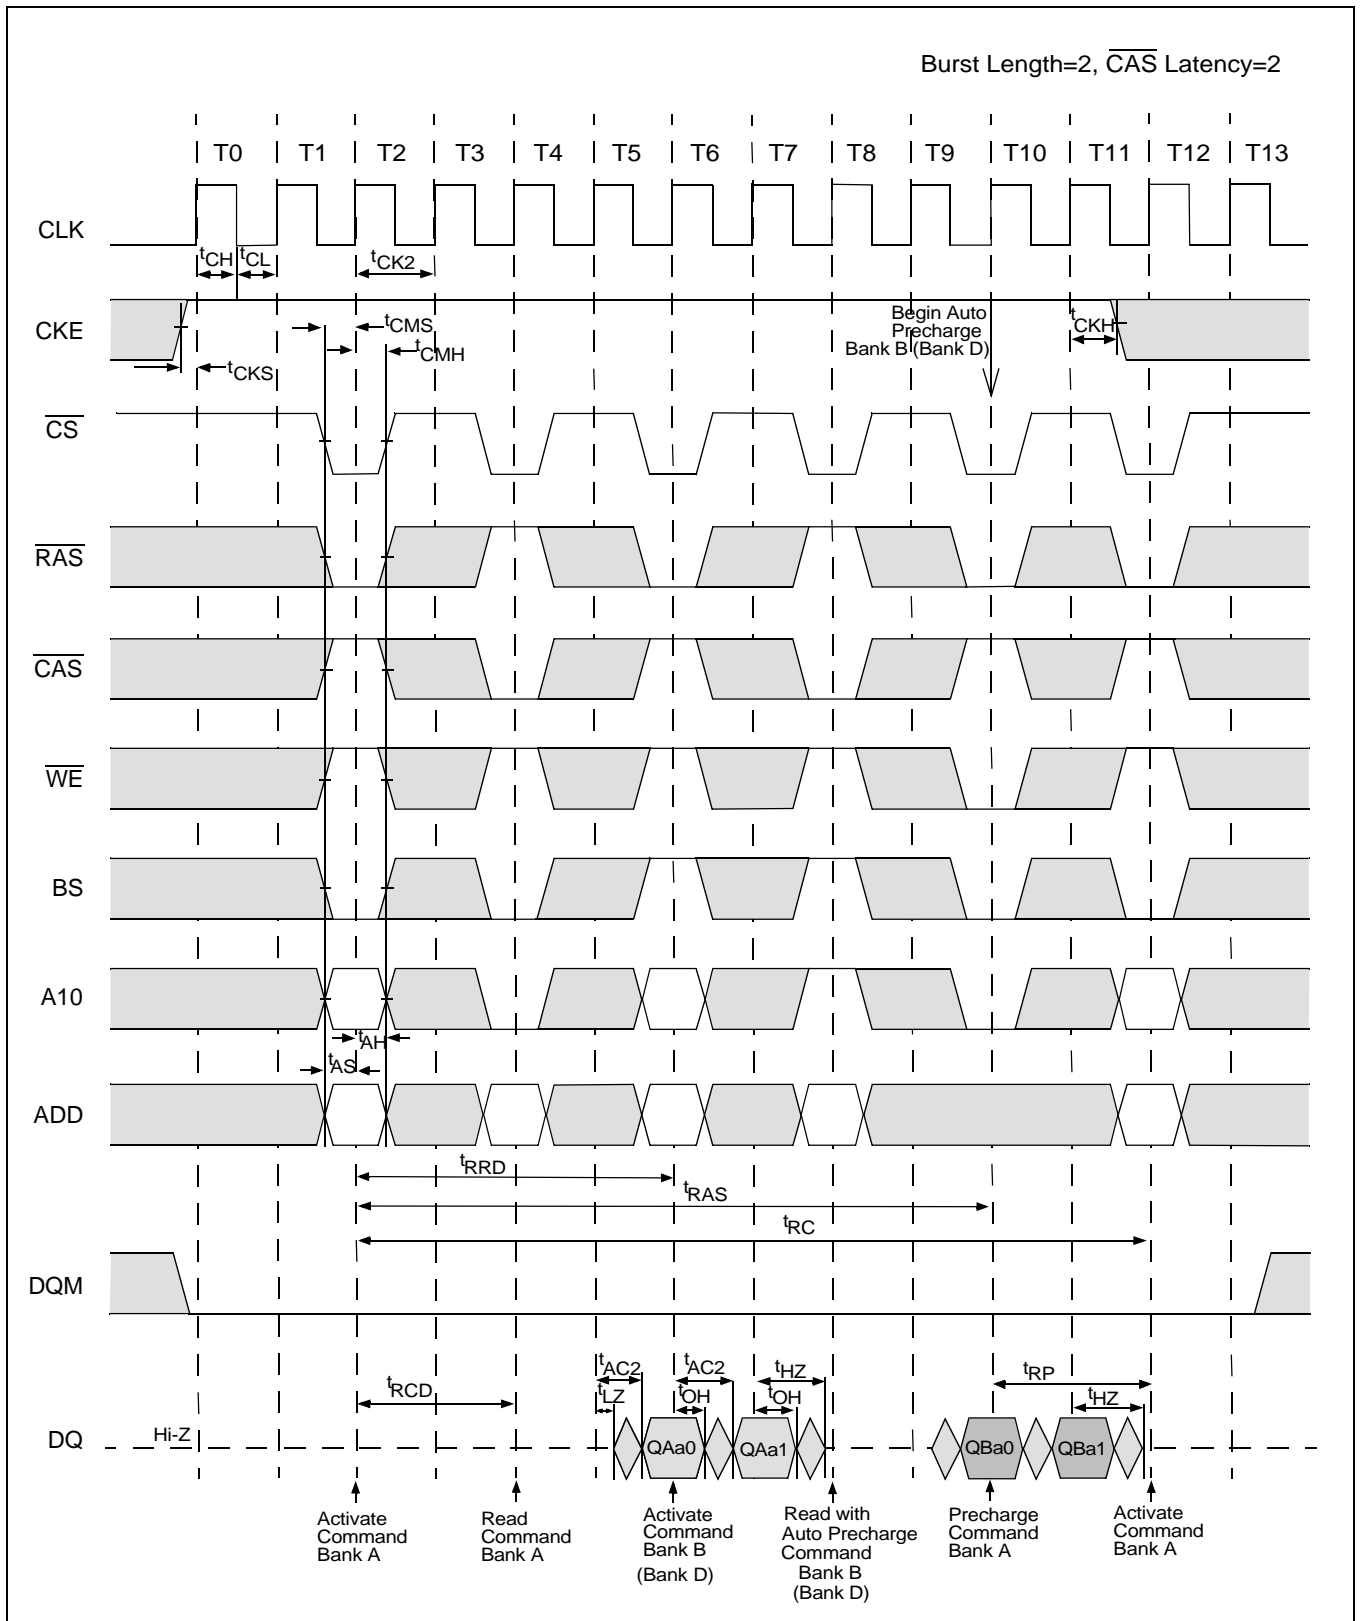 Burst Length=2, CAS Latency=2
T0 T1 T2 T3 T4 T5 T6 T7 T8 T9 T10 T11 T12 T13
CLK
tCH tCL tCK2
CKE
tCMS
tCMH
tCKS
Begin Auto
Precharge
Bank B (Bank D)
tCKH
CS
RAS
CAS
WE
BS
A10
tAH
tAS
ADD
tRRD
tRAS
tRC
DQM
tRCD
tAC2 tAC2 tHZ tRP
tLZ tOH tOH tHZ
DQ
Hi-Z
QAa0 QAa1 QBa0 QBa1
Activate
Command
Bank A
Read
Command
Bank A
Activate
Command
Bank B
(Bank D)
Read with
Auto Precharge
Command
Bank B
(Bank D)
Precharge
Command
Bank A
Activate
Command
Bank A